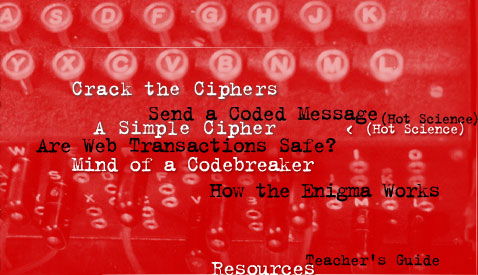 A S D F G H J K
Y X C V B N M L
Crack the Ciphers
Send a Coded Message (Hot Science)
A Simple Cipher < (Hot Science)
Are Web Transactions Safe?
Mind of a Codebreaker
How the Enigma Works
Teacher's Guide
Resources